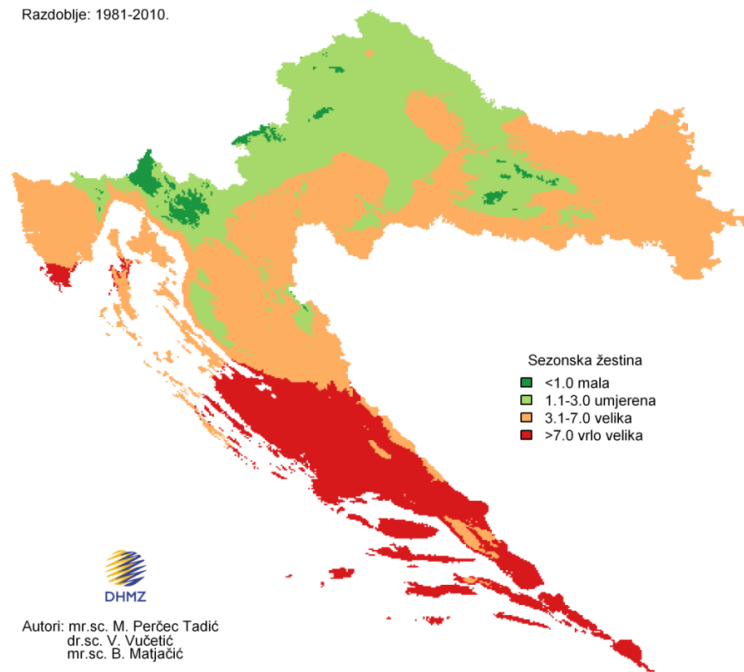 Razdoblje: 1981-2010.
Sezonska žestina
<1.0 mala
1.1-3.0 umjerena
3.1-7.0 velika
>7.0 vrlo velika
DHMZ
Autori: mr.sc. M. Perčec Tadić
dr.sc. V. Vučetić
mr.sc. B. Matjačić